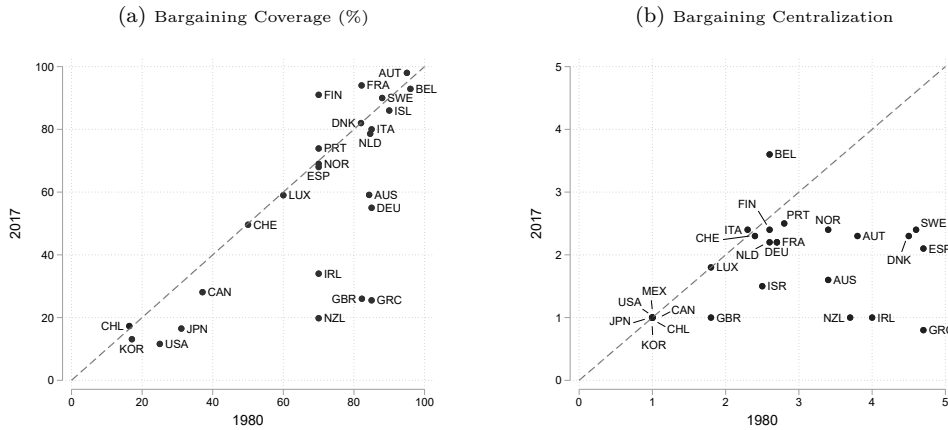 (a) Bargaining Coverage (%)
100
80
60
40
20
0
2017
AUT
BEL
FRA
FIN
SWE
ISL
DNK
ITA
NLD
PRT
NOR
ESP
LUX
AUS
DEU
CHE
IRL
CAN
GBR
GRC
NZL
CHL
JPN
KOR
USA
0 20 40 60 80 100
1980
(b) Bargaining Centralization
5
4
3
2
1
0
2017
BEL
FIN
PRT
NOR
SWE
ITA
CHE
AUT
DNK
ESP
NLD
DEU
FRA
LUX
ISR
AUS
MEX
USA
CAN
JPN
CHL
KOR
GBR
NZL
IRL
GRC
0 1 2 3 4 5
1980